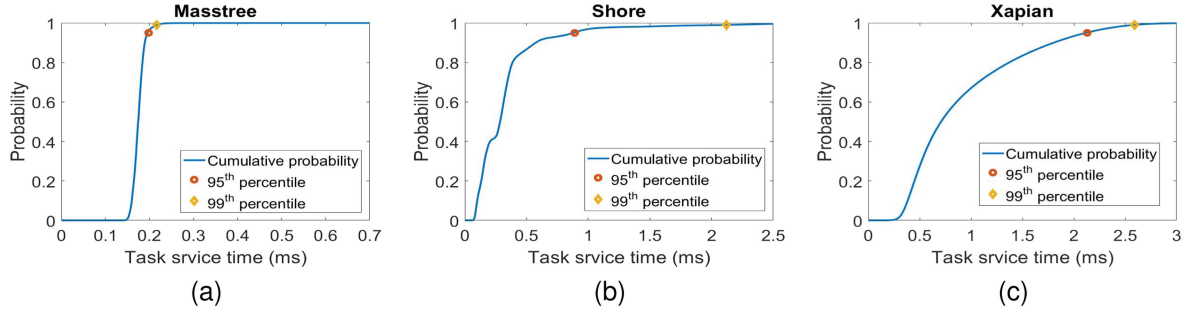 Masstree
1
0.8
0.6
0.4
0.2
0
Probability
Cumulative probability
95th percentile
99th percentile
0 0.1 0.2 0.3 0.4 0.5 0.6 0.7
Task srvice time (ms)
(a)
Shore
1
0.8
0.6
0.4
0.2
0
Probability
Cumulative probability
95th percentile
99th percentile
0 0.5 1 1.5 2 2.5
Task srvice time (ms)
(b)
Xapian
1
0.8
0.6
0.4
0.2
0
Probability
Cumulative probability
95th percentile
99th percentile
0 0.5 1 1.5 2 2.5 3
Task srvice time (ms)
(c)